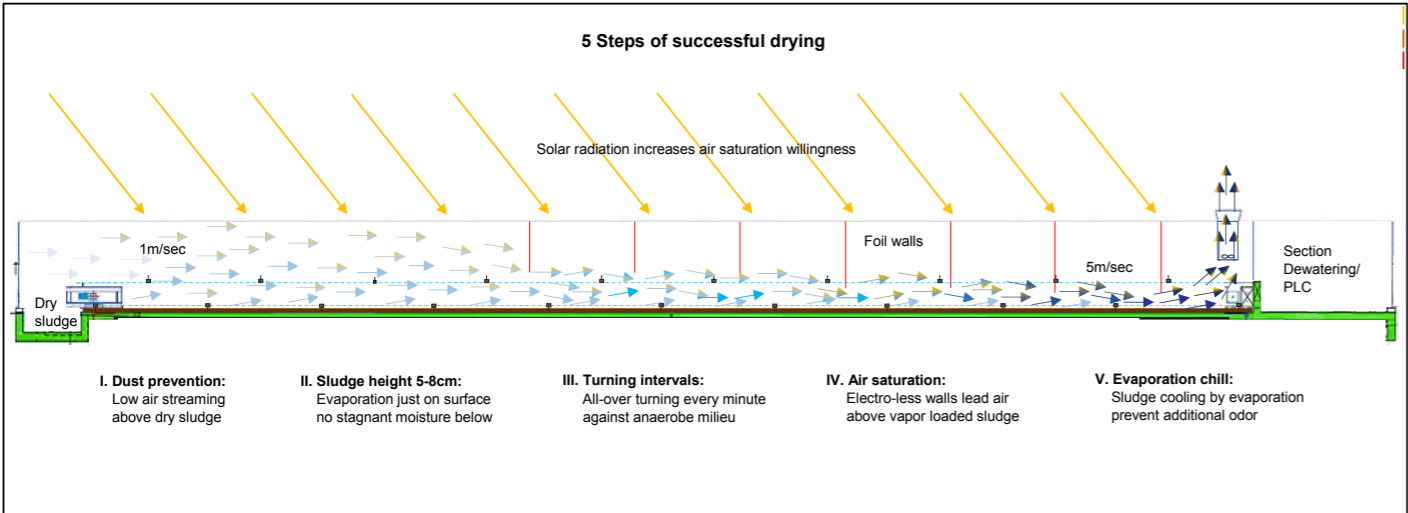 5 Steps of successful drying
Solar radiation increases air saturation willingness
1m/sec
Foil walls
5m/sec
Section
Dewatering/
PLC
Dry
sludge
I. Dust prevention:
Low air streaming
above dry sludge
II. Sludge height 5-8cm:
Evaporation just on surface
no stagnant moisture below
III. Turning intervals:
All-over turning every minute
against anaerobe milieu
IV. Air saturation:
Electro-less walls lead air
above vapor loaded sludge
V. Evaporation chill:
Sludge cooling by evaporation
prevent additional odor